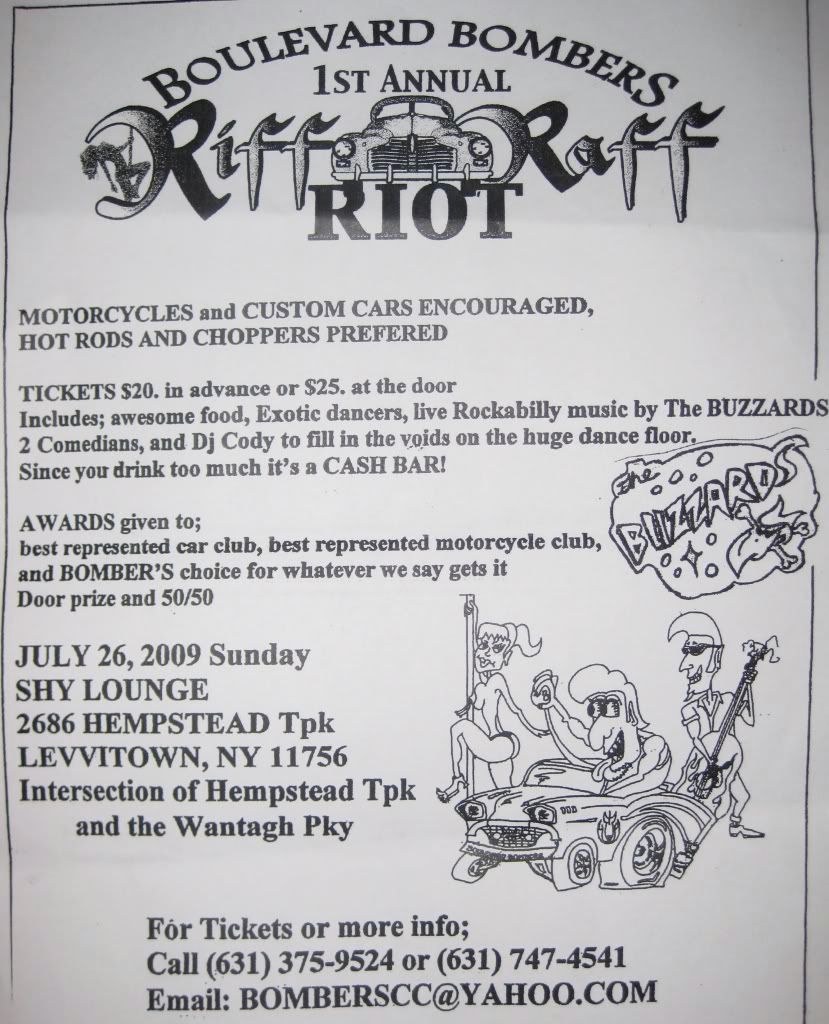 BOULEVARD BOMBERS
1ST ANNUAL
Riff Raff
RIOT
MOTORCYCLES and CUSTOM CARS ENCOURAGED,
HOT RODS AND CHOPPERS PREFERED
TICKETS $20. in advance or $25. at the door
Includes; awesome food, Exotic dancers, live Rockabilly music by The BUZZARDS
2 Comedians, and Dj Cody to fill in the voids on the huge dance floor.
Since you drink too much it's a CASH BAR!
the
BUZZARDS
AWARDS given to;
best represented car club, best represented motorcycle club,
and BOMBER'S choice for whatever we say gets it
Door prize and 50/50
JULY 26, 2009 Sunday
SHY LOUNGE
2686 HEMPSTEAD Tpk
LEVVITOWN, NY 11756
Intersection of Hempstead Tpk
and the Wantagh Pky
BOULEVARD BOMBERS
For Tickets or more info;
Call (631) 375-9524 or (631) 747-4541
Email: BOMBERSCC@YAHOO.COM